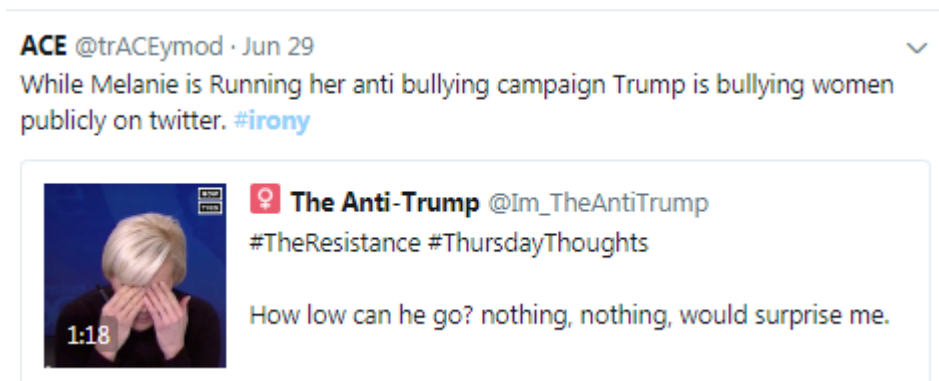 ACE @trACEymod · Jun 29
While Melanie is Running her anti bullying campaign Trump is bullying women
publicly on twitter. #irony
The Anti-Trump @Im_TheAntiTrump
#TheResistance #ThursdayThoughts
How low can he go? nothing, nothing, would surprise me.
1:18